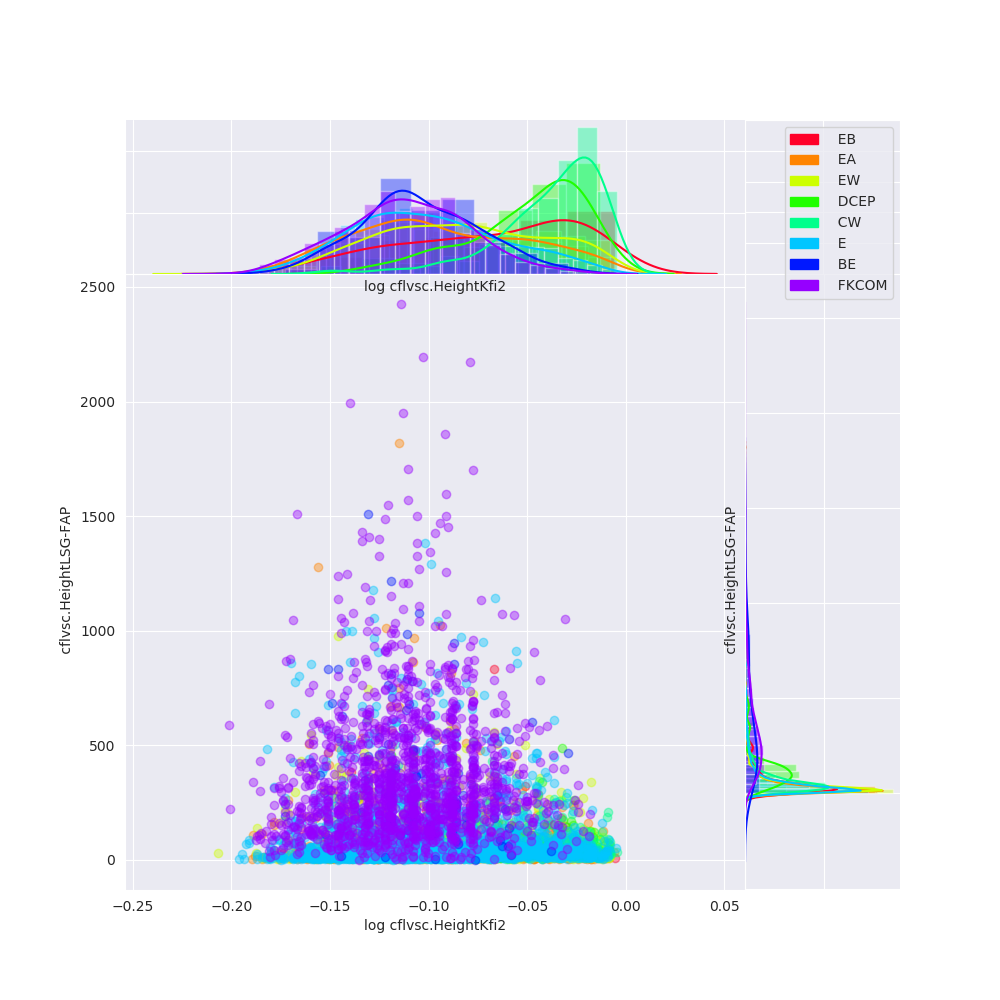 EB
EA
EW
DCEP
CW
E
BE
FKCOM
log cflvsc.HeightKfi2
2500
2000
1500
1000
500
0
cflvsc.HeightLSG-FAP
cflvsc.HeightLSG-FAP
−0.25
−0.20
−0.15
−0.10
−0.05
0.00
0.05
log cflvsc.HeightKfi2